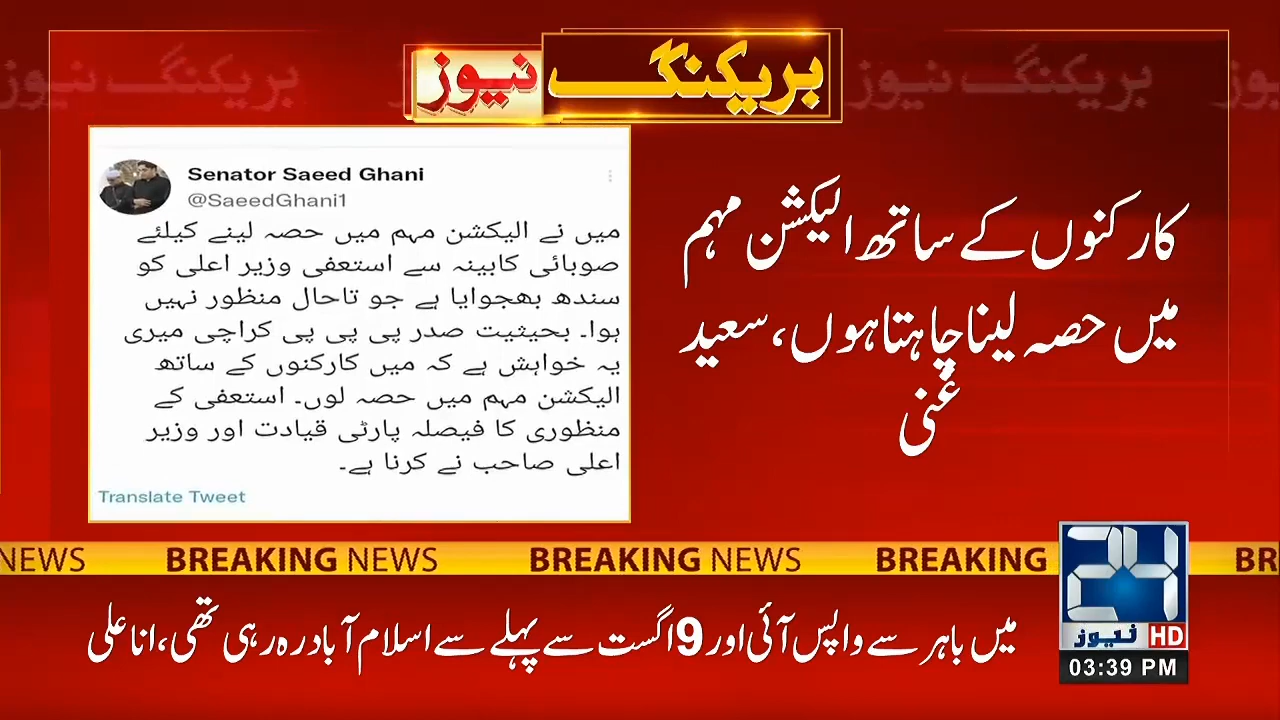 بریکنگ نیوز
بریکنگ نیوز
Senator Saeed Ghani
@SaeedGhani1
میں نے الیکشن مہم میں حصہ لینے کیلئے
صوبائی کابینہ سے استعفی وزیر اعلی کو
سندھ بھجوایا ہے جو تاحال منظور نہیں
ہوا۔ بحیثیت صدر پی پی پی کراچی میری
یہ خواہش ہے کہ میں کارکنوں کے ساتھ
الیکشن مہم میں حصہ لوں۔ استعفی کے
منظوری کا فیصلہ پارٹی قیادت اور وزیر
اعلی صاحب نے کرنا ہے۔
Translate Tweet
کارکنوں کے ساتھ الیکشن مہم
میں حصہ لینا چاہتا ہوں، سعید
غنی
NEWS BREAKING NEWS BREAKING NEWS BREAKING BR
میں باہر سے واپس آئی اور 9 اگست سے پہلے سے اسلام آباد رہ رہی تھی، انا علی
24
نیوز HD
03:39 PM